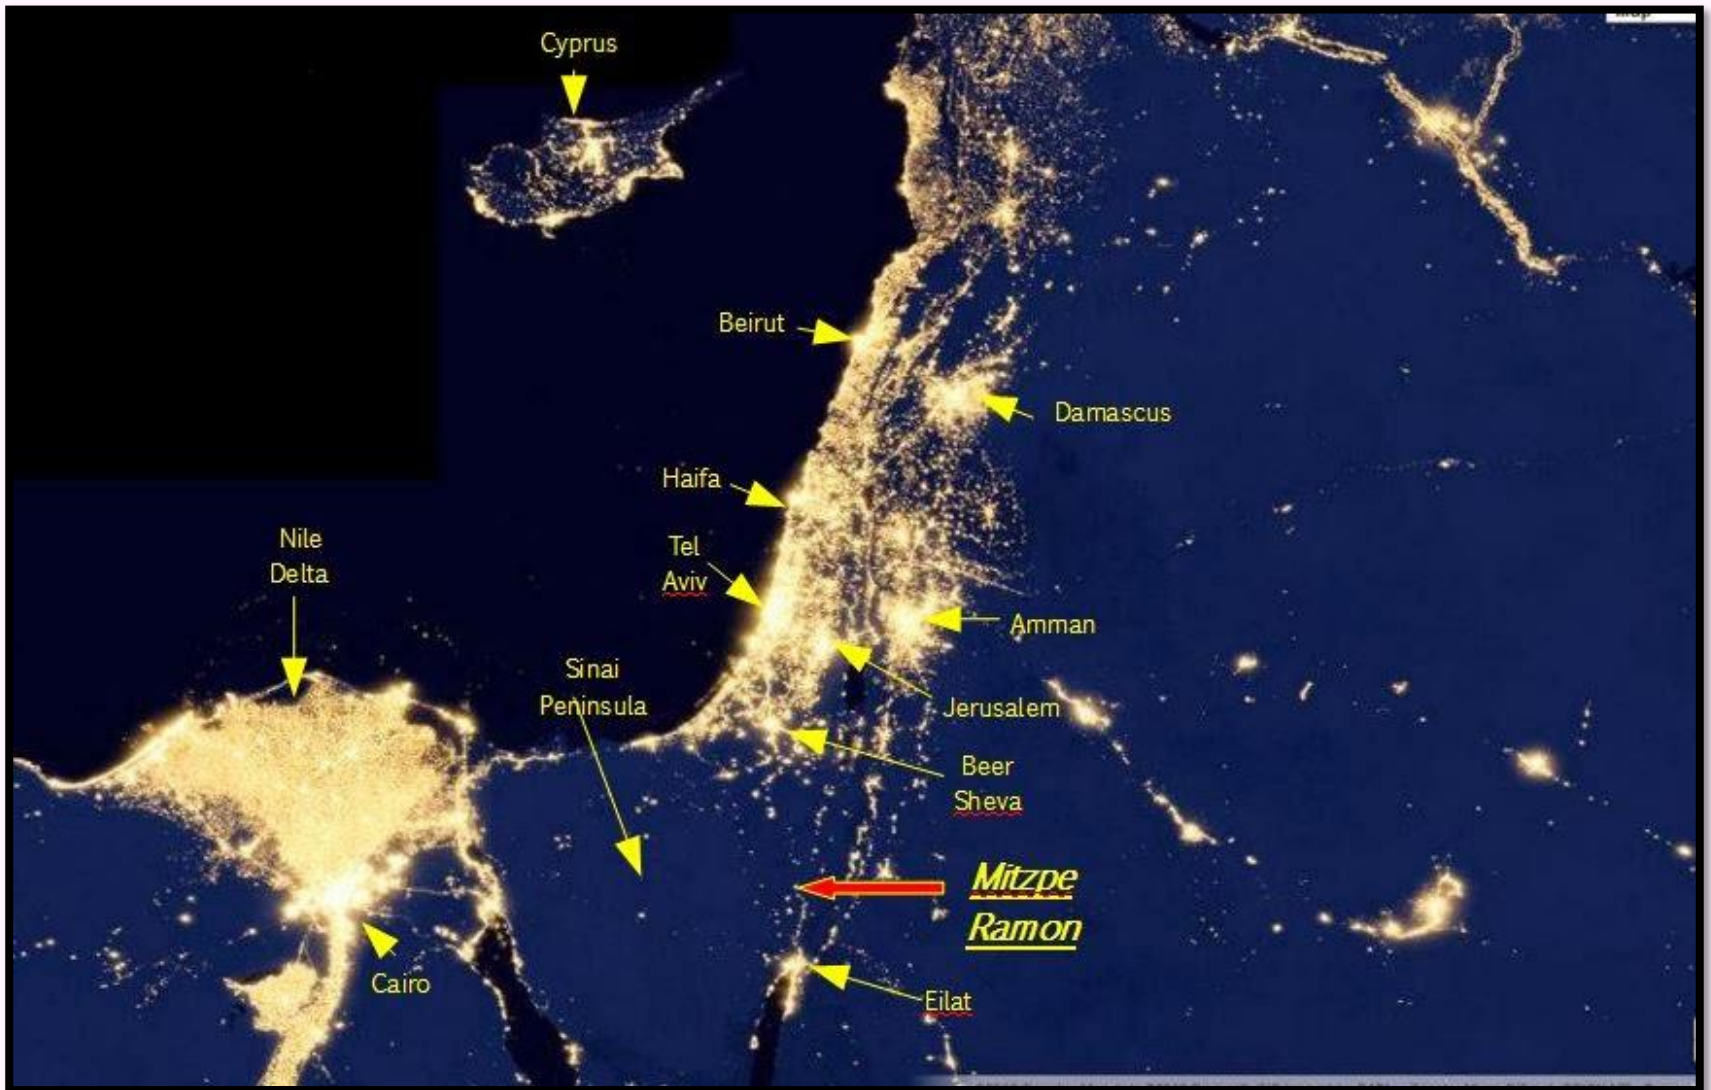 Cyprus
Beirut
Damascus
Haifa
Tel
Aviv
Nile
Delta
Amman
Sinai
Peninsula
Jerusalem
Beer
Sheva
Mitzpe
Ramon
Cairo
Eilat